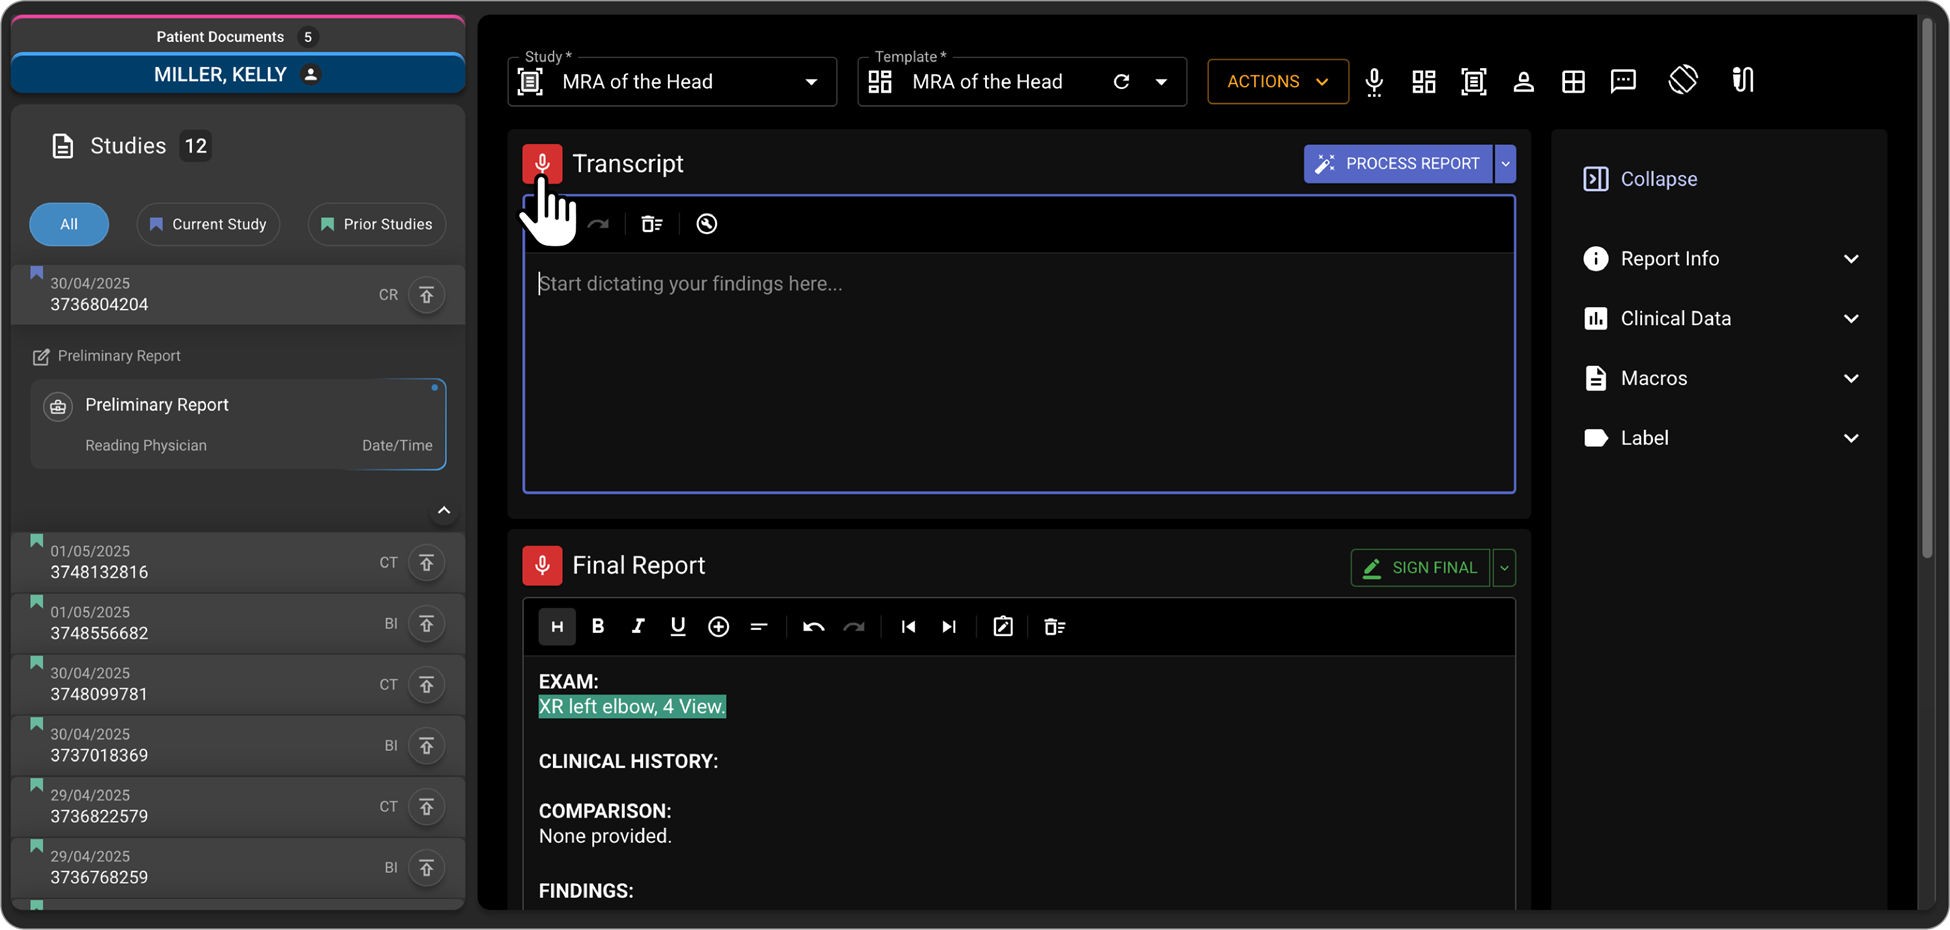 Patient Documents 5
MILLER, KELLY
Studies 12
All
Current Study
Prior Studies
30/04/2025
3736804204
CR
Preliminary Report
Preliminary Report
Reading Physician
Date/Time
01/05/2025
3748132816
CT
01/05/2025
3748556682
BI
30/04/2025
3748099781
CT
30/04/2025
3737018369
BI
29/04/2025
3736822579
CT
29/04/2025
3736768259
BI
Study *
MRA of the Head
Template *
MRA of the Head
ACTIONS
Transcript
PROCESS REPORT
Start dictating your findings here...
Final Report
SIGN FINAL
H B I U
EXAM:
XR left elbow, 4 View.
CLINICAL HISTORY:
COMPARISON:
None provided.
FINDINGS:
Collapse
Report Info
Clinical Data
Macros
Label